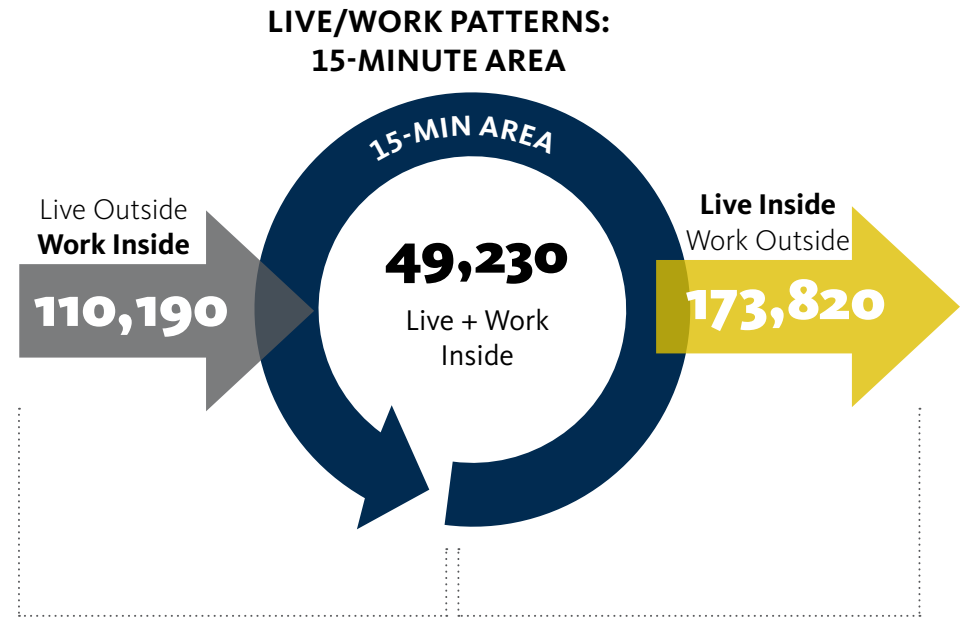 LIVE/WORK PATTERNS:
15-MINUTE AREA
15-MIN AREA
Live Outside
Work Inside
110,190
49,230
Live + Work
Inside
Live Inside
Work Outside
173,820